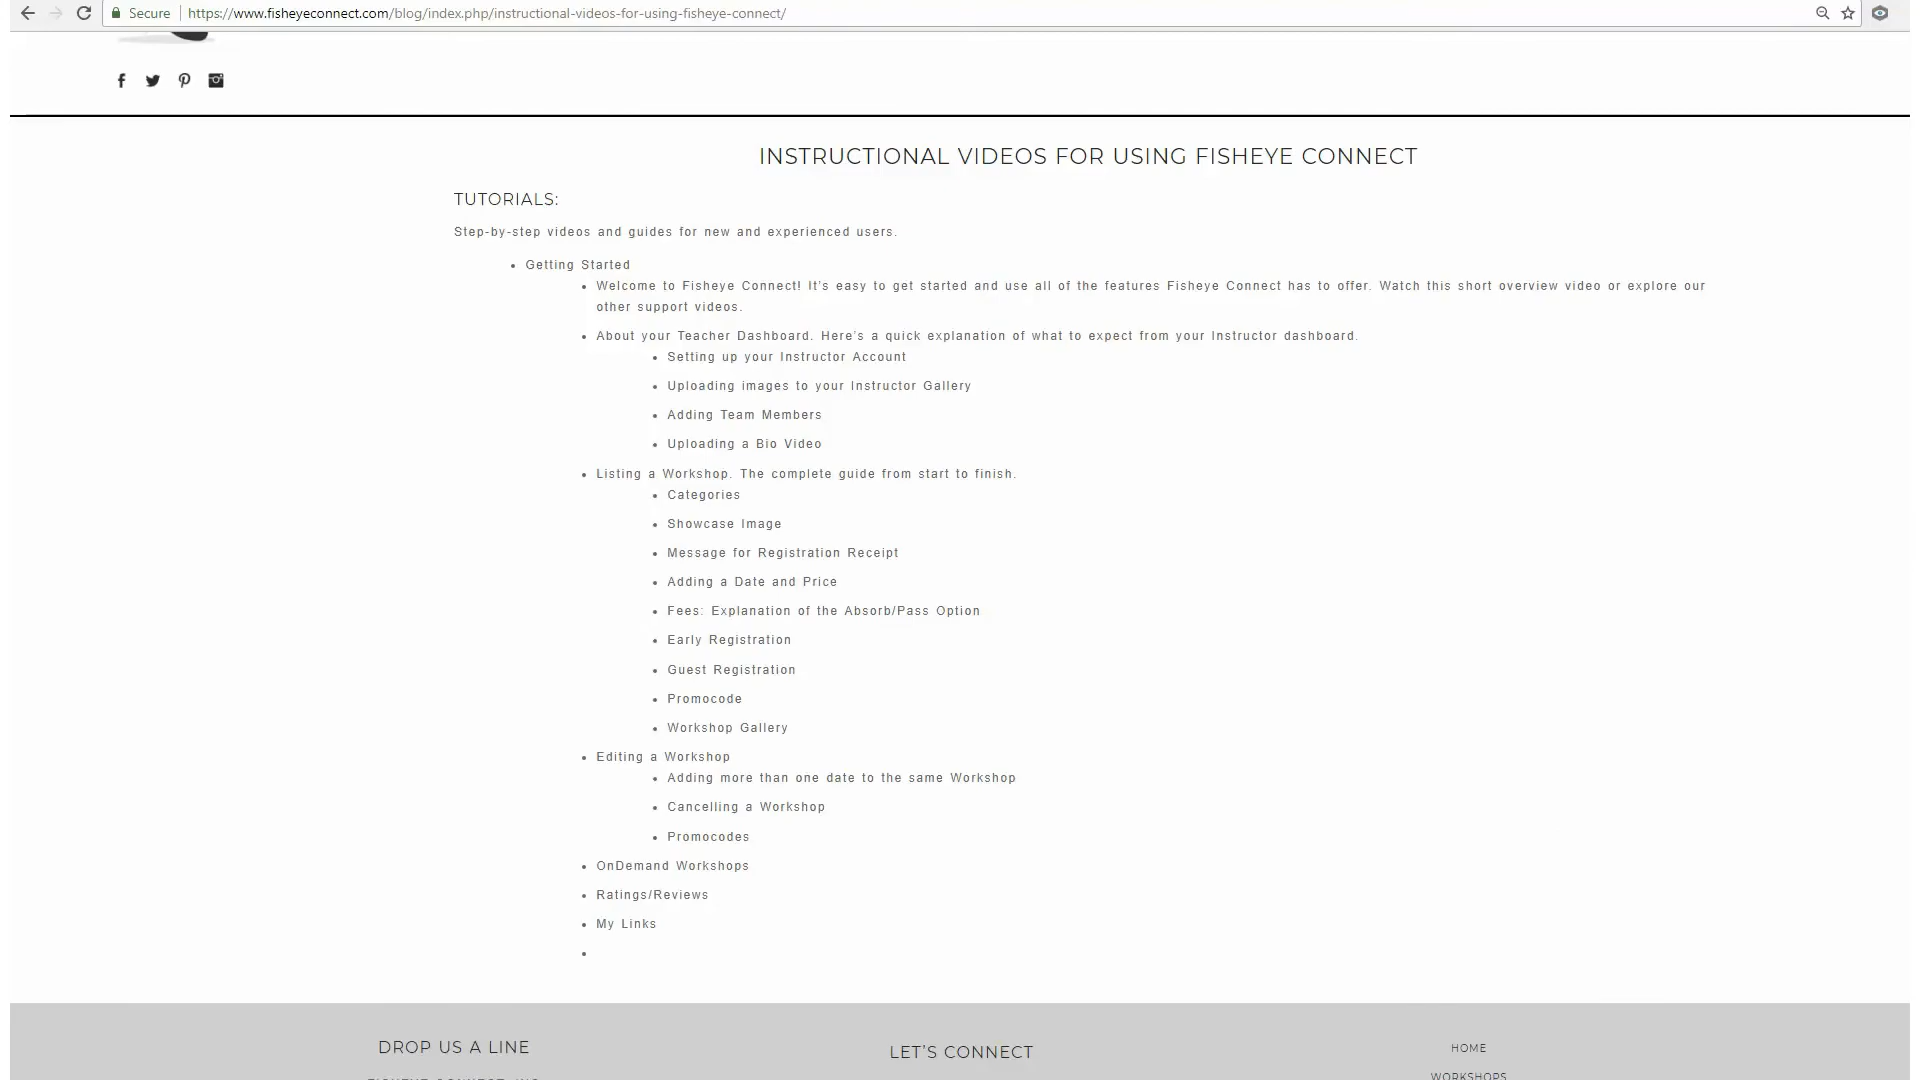 Secure https://www.fisheyeconnect.com/blog/index.php/instructional-videos-for-using-fisheye-connect/
INSTRUCTIONAL VIDEOS FOR USING FISHEYE CONNECT
TUTORIALS:
Step-by-step videos and guides for new and experienced users.
Getting Started
Welcome to Fisheye Connect! It’s easy to get started and use all of the features Fisheye Connect has to offer. Watch this short overview video or explore our
other support videos.
About your Teacher Dashboard. Here’s a quick explanation of what to expect from your Instructor dashboard.
Setting up your Instructor Account
Uploading images to your Instructor Gallery
Adding Team Members
Uploading a Bio Video
Listing a Workshop. The complete guide from start to finish.
Categories
Showcase Image
Message for Registration Receipt
Adding a Date and Price
Fees: Explanation of the Absorb/Pass Option
Early Registration
Guest Registration
Promocode
Workshop Gallery
Editing a Workshop
Adding more than one date to the same Workshop
Cancelling a Workshop
Promocodes
OnDemand Workshops
Ratings/Reviews
My Links
DROP US A LINE
LET’S CONNECT
HOME
WORKSHOPS